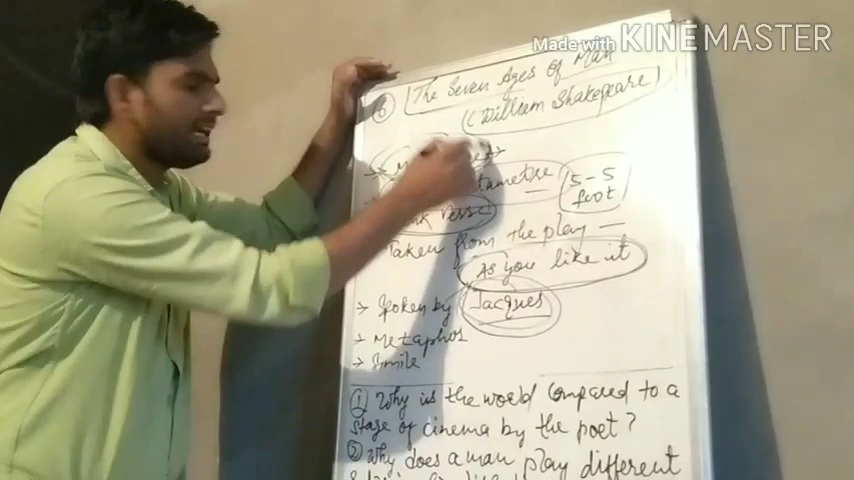 Made with KINEMASTER
6 The Seven Ages of Man
(William Shakepeare)
5-5
foot
Verse
Taken from the play —
As you like it
→ Spoken by Jacques
→ Metaphor
→ Simile
1 Why is the world compared to a
stage of cinema by the poet?
2 Why does a man play different